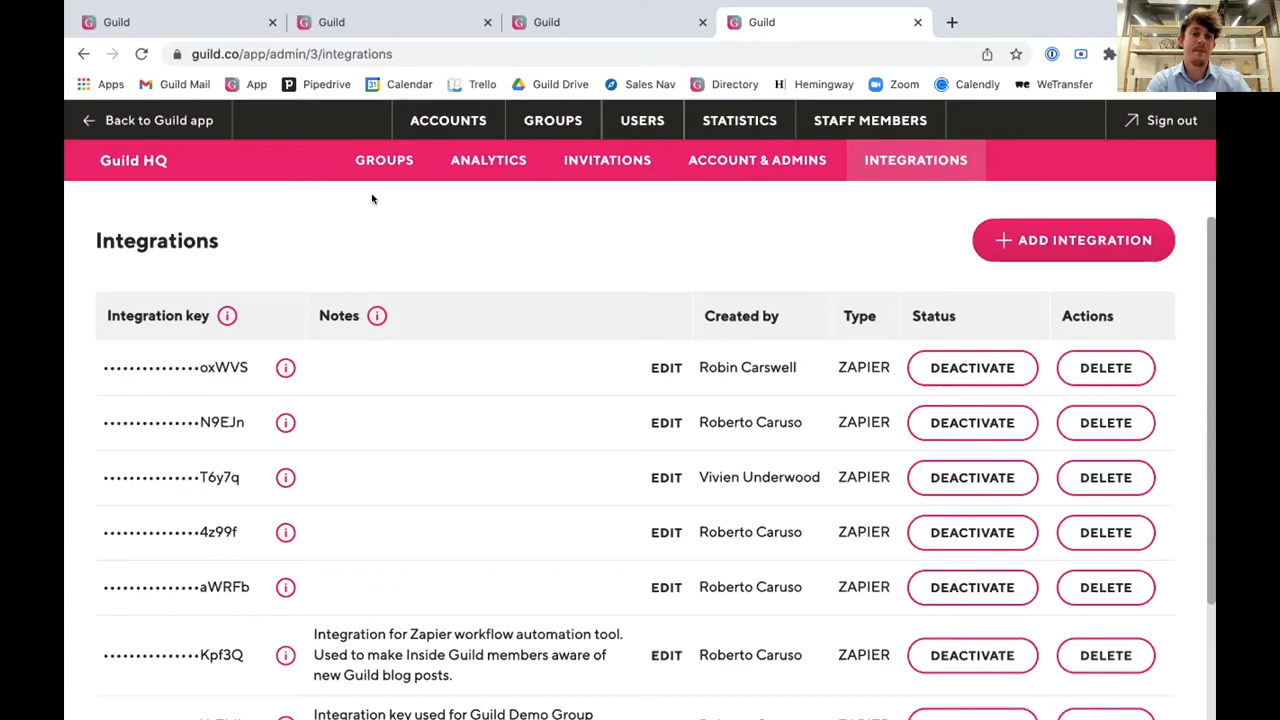 Guild
Guild
Guild
Guild
guild.co/app/admin/3/integrations
Apps Guild Mail App Pipedrive Calendar Trello Guild Drive Sales Nav Directory Hemingway Zoom Calendly WeTransfer
Back to Guild app
ACCOUNTS GROUPS USERS STATISTICS STAFF MEMBERS
Sign out
Guild HQ
GROUPS ANALYTICS INVITATIONS ACCOUNT & ADMINS INTEGRATIONS
Integrations
+ ADD INTEGRATION
Integration key Notes Created by Type Status Actions
•••••••••••••••oxWVS EDIT Robin Carswell ZAPIER DEACTIVATE DELETE
•••••••••••••••N9EJn EDIT Roberto Caruso ZAPIER DEACTIVATE DELETE
•••••••••••••••T6y7q EDIT Vivien Underwood ZAPIER DEACTIVATE DELETE
•••••••••••••••4z99f EDIT Roberto Caruso ZAPIER DEACTIVATE DELETE
•••••••••••••••aWRFb EDIT Roberto Caruso ZAPIER DEACTIVATE DELETE
Integration for Zapier workflow automation tool.
•••••••••••••••Kpf3Q Used to make Inside Guild members aware of EDIT Roberto Caruso ZAPIER DEACTIVATE DELETE
new Guild blog posts.
Integration key used for Guild Demo Group